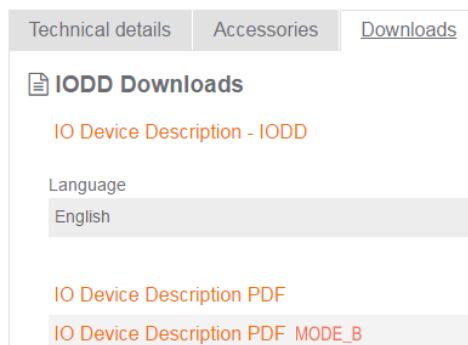 Technical details Accessories Downloads
IODD Downloads
IO Device Description - IODD
Language
English
IO Device Description PDF
IO Device Description PDF MODE_B